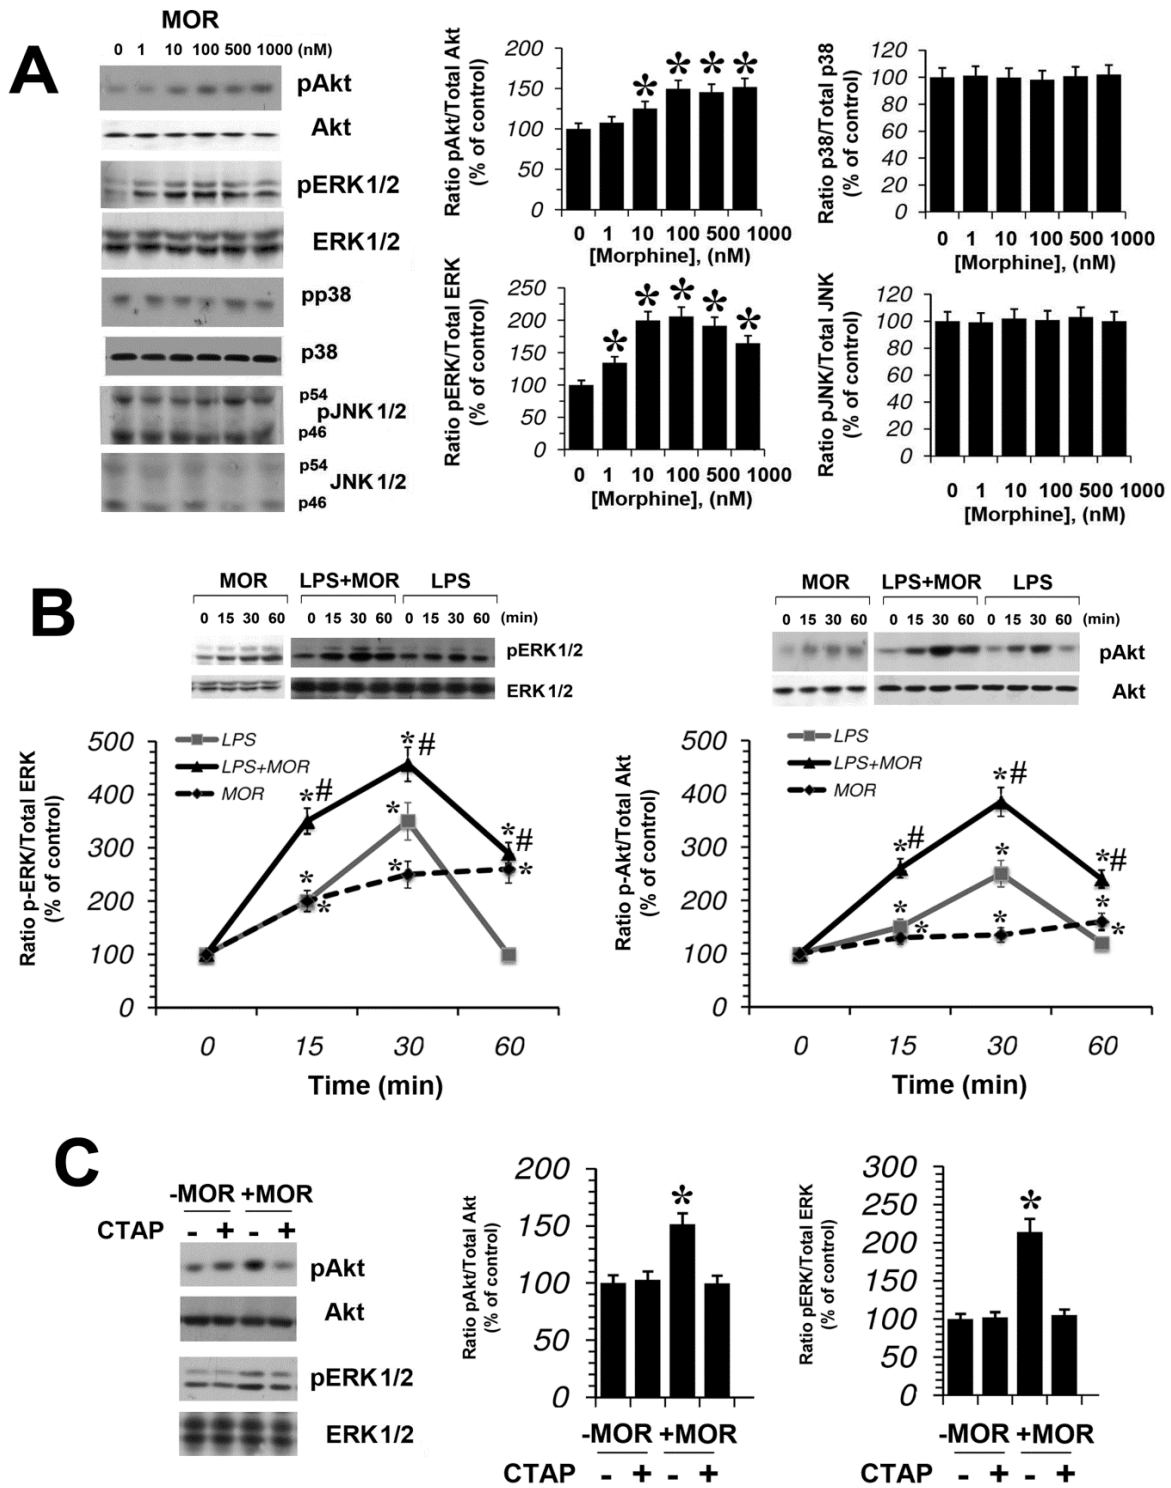 A
MOR
0 1 10 100 500 1000 (nM)
pAkt
Akt
pERK1/2
ERK1/2
pp38
p38
p54
pJNK1/2
p46
p54
JNK1/2
p46
Ratio pAkt/Total Akt
(% of control)
200
150
100
50
0
* * * *
0 1 10 100 500 1000
[Morphine], (nM)
Ratio p38/Total p38
(% of control)
120
100
80
60
40
20
0
0 1 10 100 500 1000
[Morphine], (nM)
Ratio pERK/Total ERK
(% of control)
250
200
150
100
50
0
* * * * *
0 1 10 100 500 1000
[Morphine], (nM)
Ratio pJNK/Total JNK
(% of control)
120
100
80
60
40
20
0
0 1 10 100 500 1000
[Morphine], (nM)
B
MOR LPS+MOR LPS
0 15 30 60 0 15 30 60 0 15 30 60 (min)
pERK1/2
ERK1/2
Ratio p-ERK/Total ERK
(% of control)
500
400
300
200
100
0
LPS
LPS+MOR
MOR
*#
*#
*#
*
*
*
*
*
0 15 30 60
Time (min)
MOR LPS+MOR LPS
0 15 30 60 0 15 30 60 0 15 30 60 (min)
pAkt
Akt
Ratio p-Akt/Total Akt
(% of control)
500
400
300
200
100
0
LPS
LPS+MOR
MOR
*#
*#
*#
*
*
*
*
*
*
0 15 30 60
Time (min)
C
-MOR +MOR
CTAP - + - +
pAkt
Akt
pERK1/2
ERK1/2
Ratio pAkt/Total Akt
(% of control)
200
150
100
50
0
*
-MOR +MOR
CTAP - + - +
Ratio pERK/Total ERK
(% of control)
300
250
200
150
100
50
0
*
-MOR +MOR
CTAP - + - +